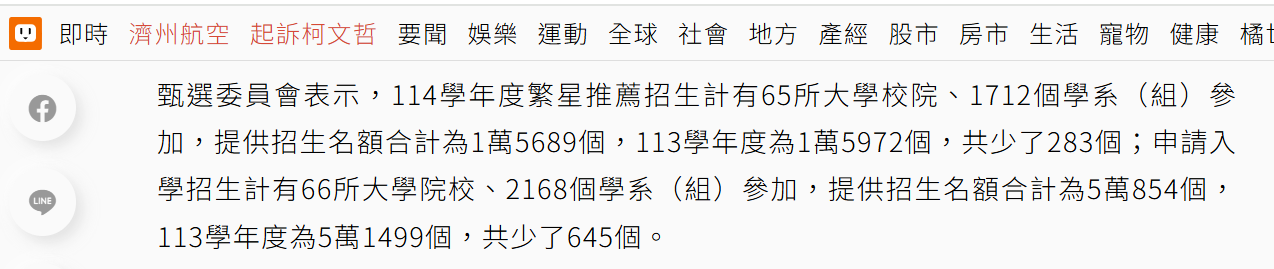 即時 濟州航空 起訴柯文哲 要聞 娛樂 運動 全球 社會 地方 產經 股市 房市 生活 寵物 健康 橘世
甄選委員會表示，114學年度繁星推薦招生計有65所大學校院、1712個學系（組）參
加，提供招生名額合計為1萬5689個，113學年度為1萬5972個，共少了283個；申請入
學招生計有66所大學院校、2168個學系（組）參加，提供招生名額合計為5萬854個，
LINE
113學年度為5萬1499個，共少了645個。